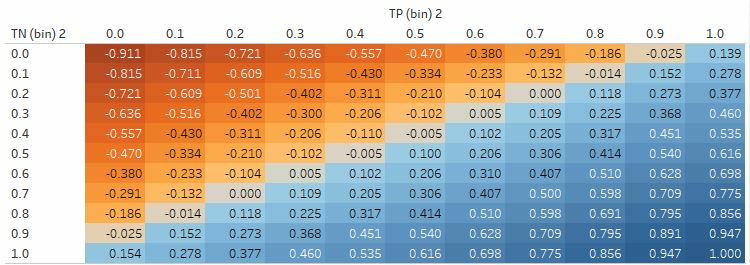 TP (bin) 2
TN (bin) 2 0.0 0.1 0.2 0.3 0.4 0.5 0.6 0.7 0.8 0.9 1.0
0.0 -0.911 -0.815 -0.721 -0.636 -0.557 -0.470 -0.380 -0.291 -0.186 -0.025 0.139
0.1 -0.815 -0.711 -0.609 -0.516 -0.430 -0.334 -0.233 -0.132 -0.014 0.152 0.278
0.2 -0.721 -0.609 -0.501 -0.402 -0.311 -0.210 -0.104 -0.000 0.118 0.273 0.377
0.3 -0.636 -0.516 -0.402 -0.300 -0.206 -0.102 0.005 0.109 0.225 0.368 0.460
0.4 -0.557 -0.430 -0.311 -0.206 -0.110 -0.005 0.102 0.205 0.317 0.451 0.535
0.5 -0.470 -0.334 -0.210 -0.102 -0.005 0.100 0.206 0.306 0.414 0.540 0.616
0.6 -0.380 -0.233 -0.104 0.005 0.102 0.206 0.310 0.407 0.510 0.628 0.698
0.7 -0.291 -0.132 0.000 0.109 0.205 0.306 0.407 0.500 0.598 0.709 0.775
0.8 -0.186 -0.014 0.118 0.225 0.317 0.414 0.510 0.598 0.691 0.795 0.856
0.9 -0.025 0.152 0.273 0.368 0.451 0.540 0.628 0.709 0.795 0.891 0.947
1.0 0.154 0.278 0.377 0.460 0.535 0.616 0.698 0.775 0.856 0.947 1.000